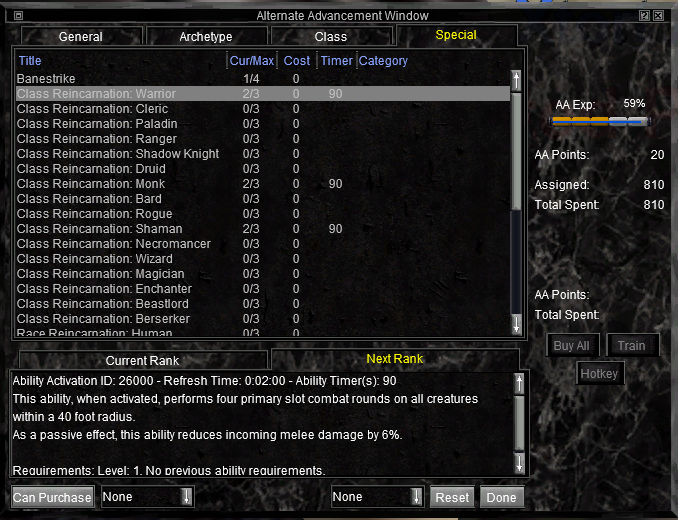 Alternate Advancement Window
General Archetype Class Special
Title Cur/Max Cost Timer Category
Banestrike 1/4 0
Class Reincarnation: Warrior 2/3 0 90
Class Reincarnation: Cleric 0/3 0
Class Reincarnation: Paladin 0/3 0
Class Reincarnation: Ranger 0/3 0
Class Reincarnation: Shadow Knight 0/3 0
Class Reincarnation: Druid 0/3 0
Class Reincarnation: Monk 2/3 0 90
Class Reincarnation: Bard 0/3 0
Class Reincarnation: Rogue 0/3 0
Class Reincarnation: Shaman 2/3 0 90
Class Reincarnation: Necromancer 0/3 0
Class Reincarnation: Wizard 0/3 0
Class Reincarnation: Magician 0/3 0
Class Reincarnation: Enchanter 0/3 0
Class Reincarnation: Beastlord 0/3 0
Class Reincarnation: Berserker 0/3 0
Race Reincarnation: Human 0/3 0
AA Exp: 59%
AA Points: 20
Assigned: 810
Total Spent: 810
AA Points:
Total Spent:
Buy All Train
Hotkey
Current Rank Next Rank
Ability Activation ID: 26000 - Refresh Time: 0:02:00 - Ability Timer(s): 90
This ability, when activated, performs four primary slot combat rounds on all creatures
within a 40 foot radius.
As a passive effect, this ability reduces incoming melee damage by 6%.
Requirements: Level: 1. No previous ability requirements.
Can Purchase None None Reset Done